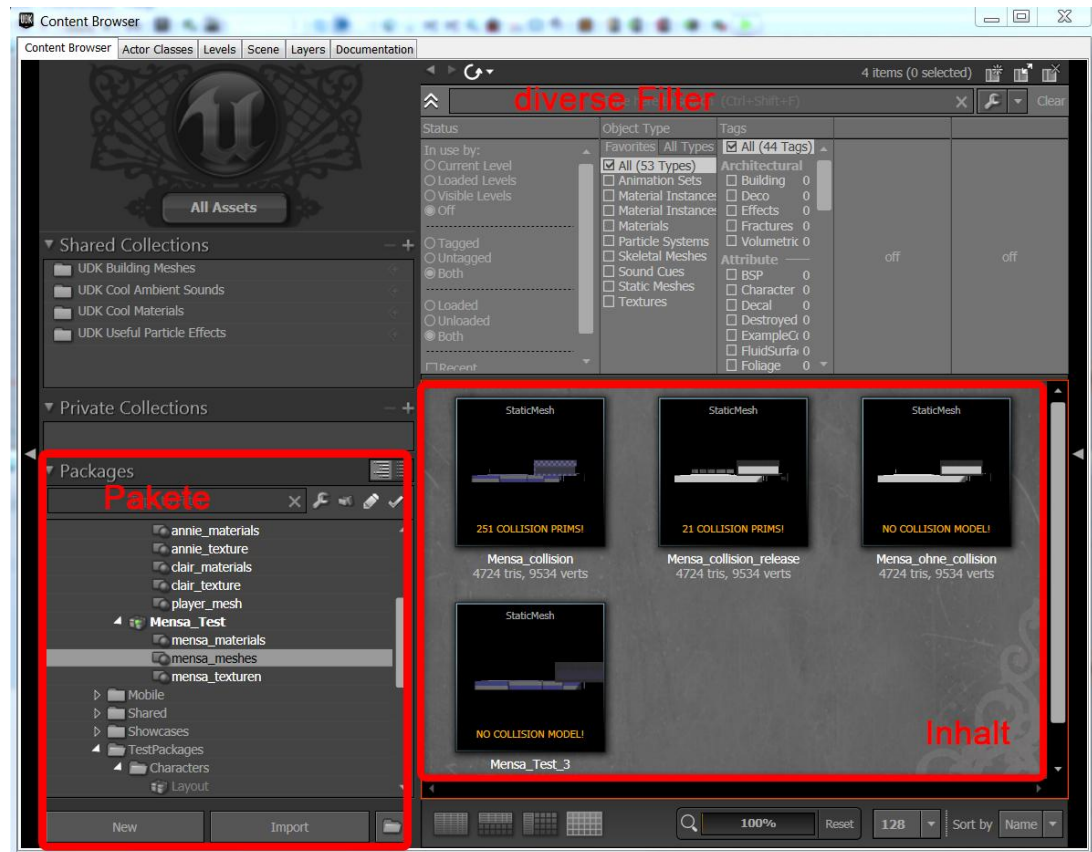 Content Browser
Content Browser Actor Classes Levels Scene Layers Documentation
4 items (0 selected)
diverse Filter (Ctrl+Shift+F) Clear
All Assets
Shared Collections
UDK Building Meshes
UDK Cool Ambient Sounds
UDK Cool Materials
UDK Useful Particle Effects
Private Collections
Packages
Pakete
annie_materials
annie_texture
clair_materials
clair_texture
player_mesh
Mensa_Test
mensa_materials
mensa_meshes
mensa_texturen
Mobile
Shared
Showcases
TestPackages
Characters
Layout
New Import
Status
In use by:
Current Level
Loaded Levels
Visible Levels
Off
Tagged
Untagged
Both
Loaded
Unloaded
Both
Recent
Object Type
Favorites All Types
All (53 Types)
Animation Sets
Material Instances
Material Instances
Materials
Particle Systems
Skeletal Meshes
Sound Cues
Static Meshes
Textures
Tags
All (44 Tags)
Architectural
Building 0
Deco 0
Effects 0
Fractures 0
Volumetric 0
Attribute
BSP 0
Character 0
Decal 0
Destroyed 0
ExampleCo 0
FluidSurfa 0
Foliage 0
off off
StaticMesh
251 COLLISION PRIMS!
Mensa_collision
4724 tris, 9534 verts
StaticMesh
21 COLLISION PRIMS!
Mensa_collision_release
4724 tris, 9534 verts
StaticMesh
NO COLLISION MODEL!
Mensa_ohne_collision
4724 tris, 9534 verts
StaticMesh
NO COLLISION MODEL!
Mensa_Test_3
Inhalt
100% Reset 128 Sort by Name